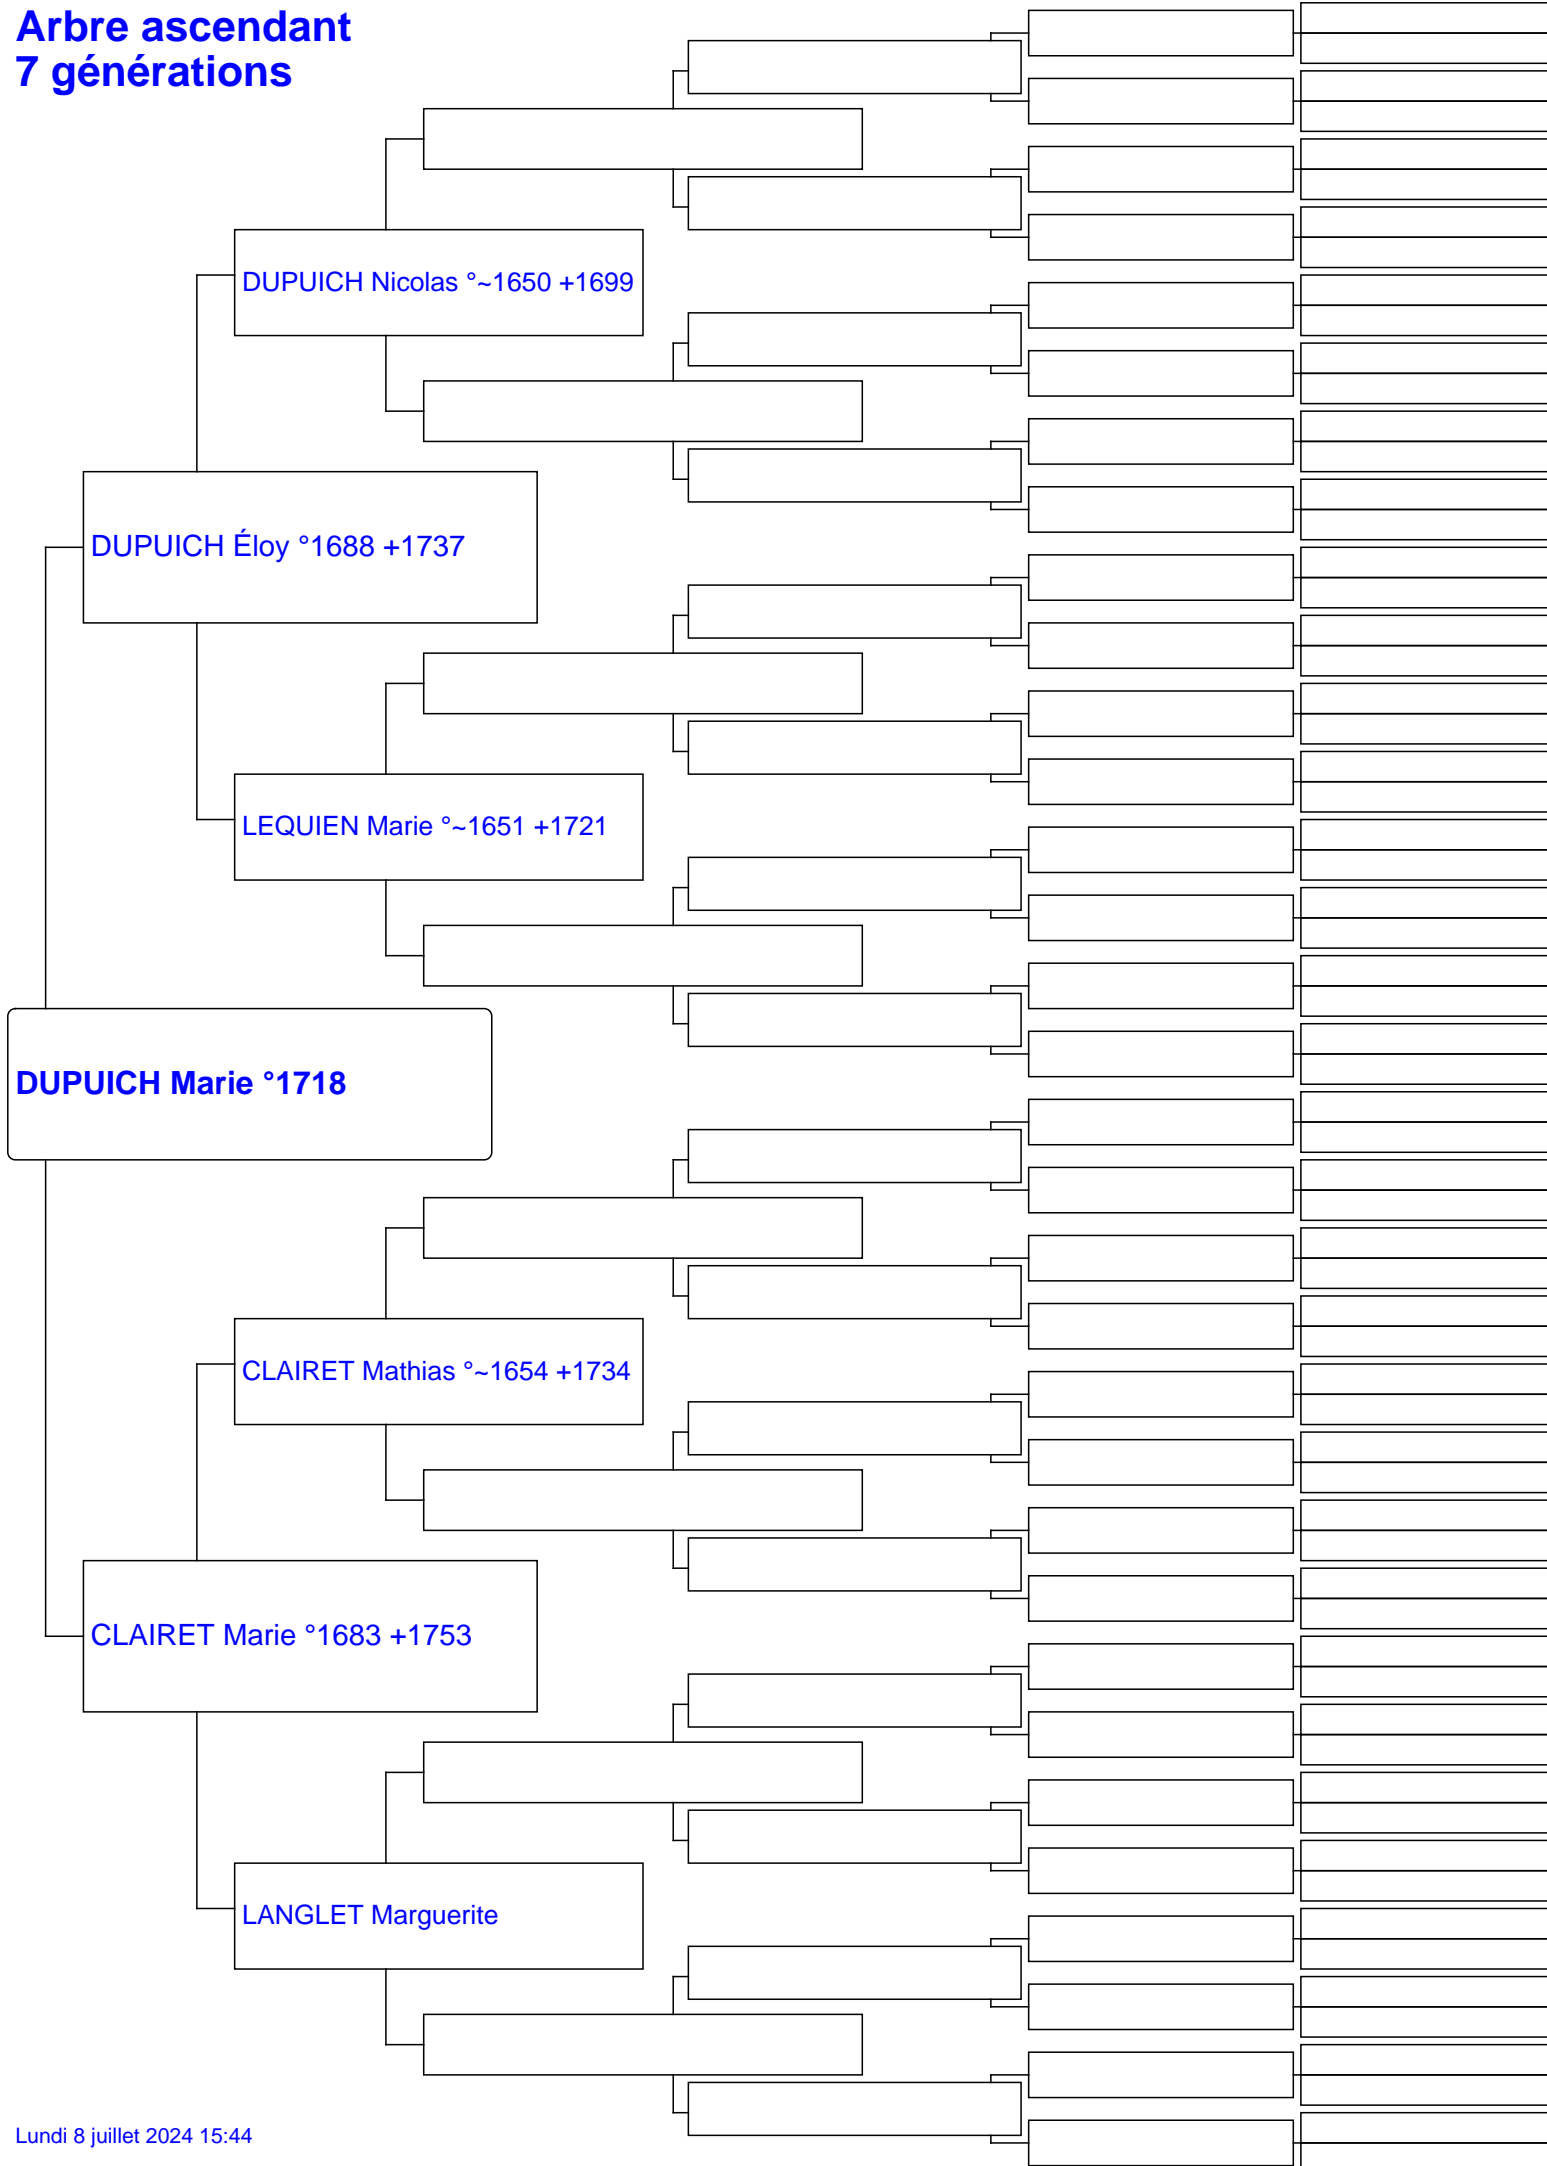 Arbre ascendant
7 générations
DUPUICH Nicolas °~1650 +1699
DUPUICH Éloy °1688 +1737
LEQUIEN Marie °~1651 +1721
DUPUICH Marie °1718
CLAIRET Mathias °~1654 +1734
CLAIRET Marie °1683 +1753
LANGLET Marguerite
Lundi 8 juillet 2024 15:44